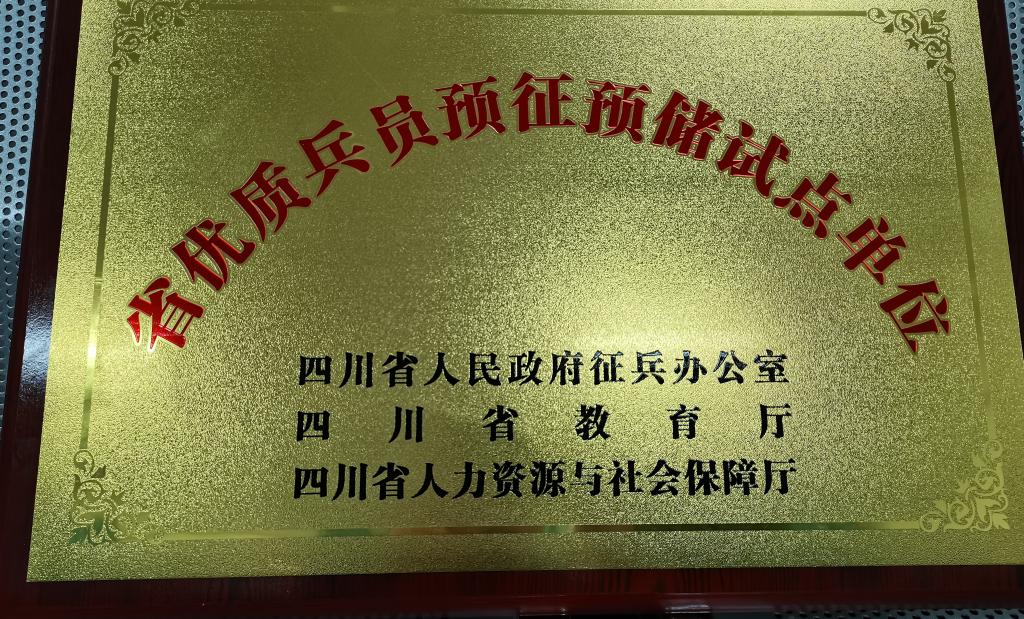 省优质兵员预征预储试点单位
四川省人民政府征兵办公室
四川省教育厅
四川省人力资源与社会保障厅